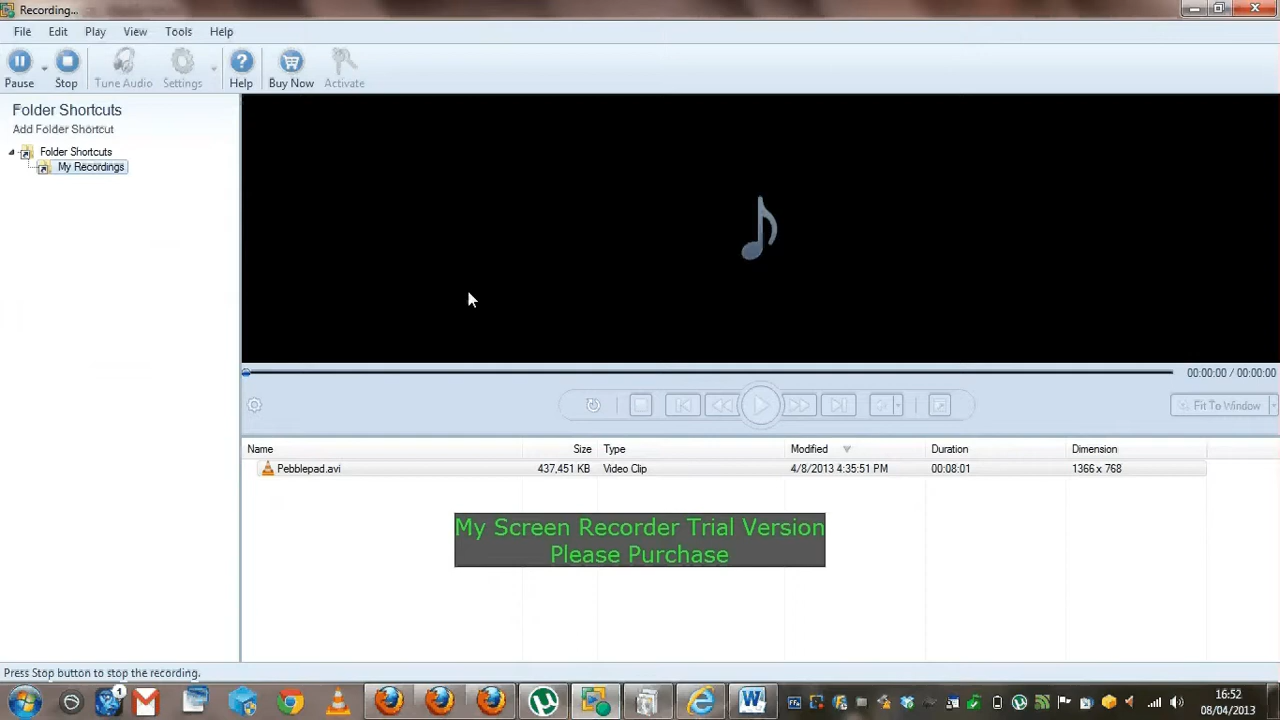 Recording...
File Edit Play View Tools Help
Pause Stop Tune Audio Settings Help Buy Now Activate
Folder Shortcuts
Add Folder Shortcut
Folder Shortcuts
My Recordings
00:00:00 / 00:00:00
Fit To Window
Name Size Type Modified Duration Dimension
Pebblepad.avi 437,451 KB Video Clip 4/8/2013 4:35:51 PM 00:08:01 1366 x 768
My Screen Recorder Trial Version
Please Purchase
Press Stop button to stop the recording.
1
16:52
08/04/2013